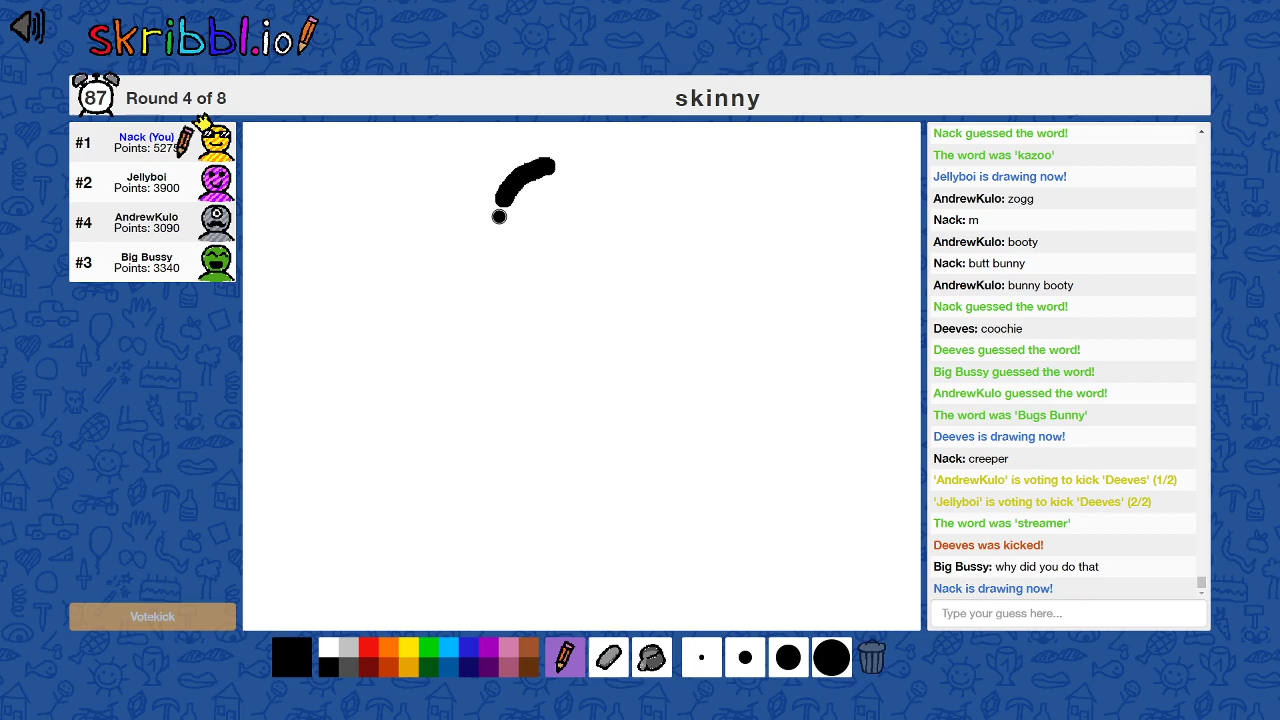 skribbl.io
87
Round 4 of 8
skinny
#1
Nack (You)
Points: 5275
#2
Jellyboi
Points: 3900
#4
AndrewKulo
Points: 3090
#3
Big Bussy
Points: 3340
Votekick
Nack guessed the word!
The word was 'kazoo'
Jellyboi is drawing now!
AndrewKulo: zogg
Nack: m
AndrewKulo: booty
Nack: butt bunny
AndrewKulo: bunny booty
Nack guessed the word!
Deeves: coochie
Deeves guessed the word!
Big Bussy guessed the word!
AndrewKulo guessed the word!
The word was 'Bugs Bunny'
Deeves is drawing now!
Nack: creeper
'AndrewKulo' is voting to kick 'Deeves' (1/2)
'Jellyboi' is voting to kick 'Deeves' (2/2)
The word was 'streamer'
Deeves was kicked!
Big Bussy: why did you do that
Nack is drawing now!
Type your guess here...